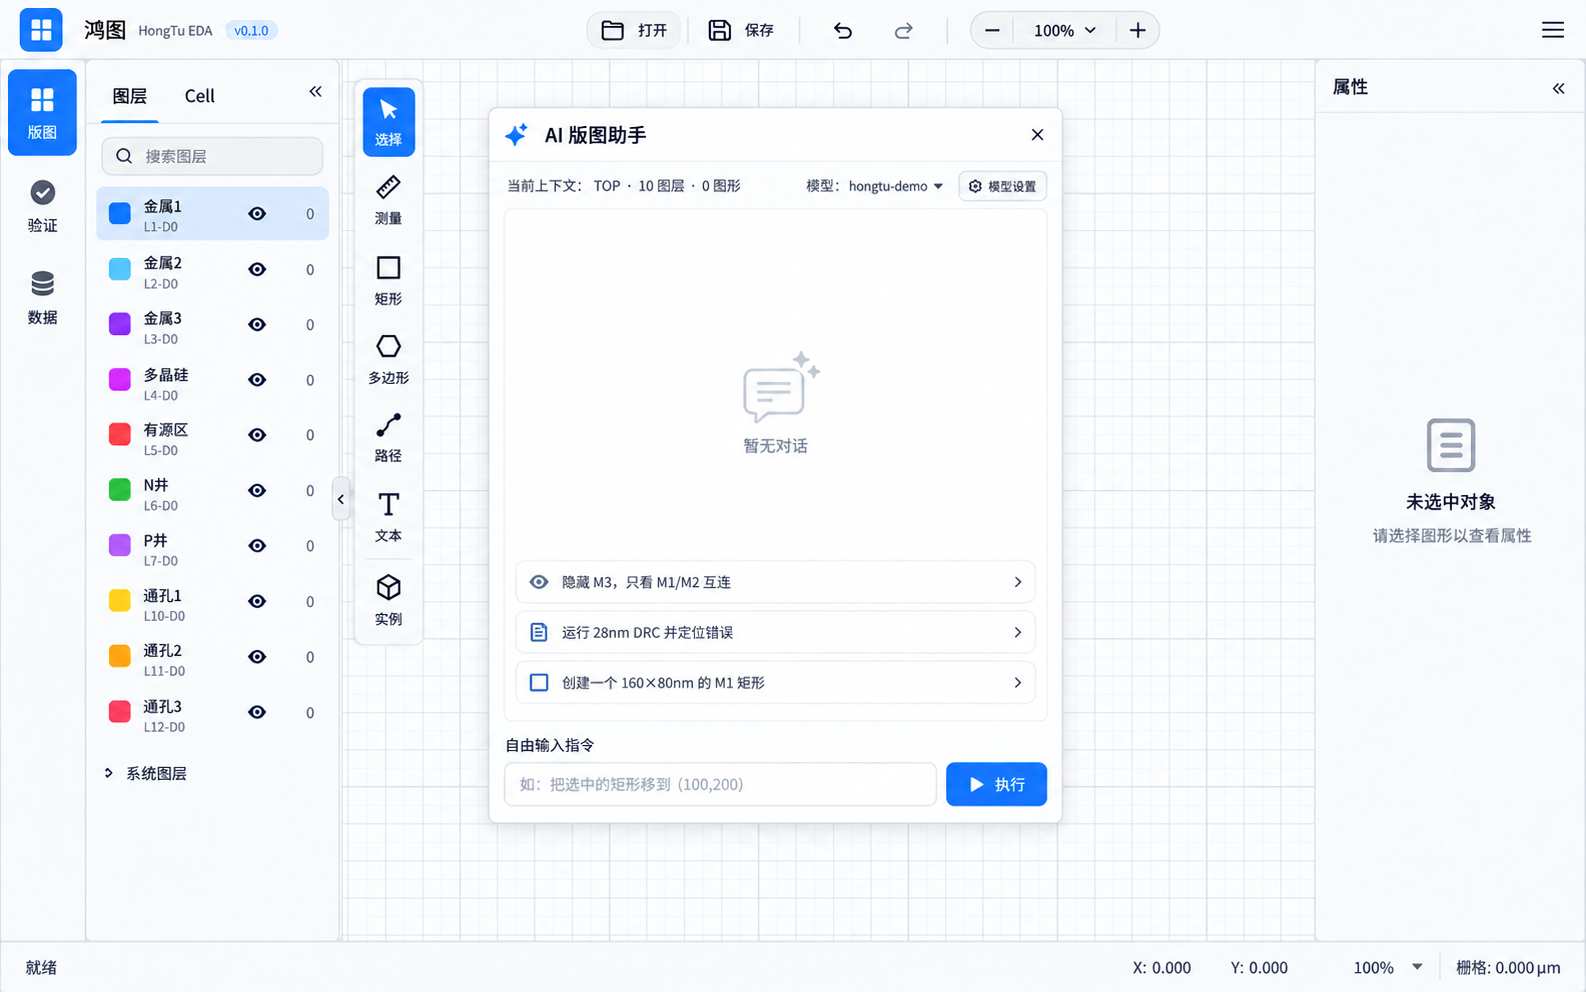 鸿图 HongTu EDA v0.1.0
打开
保存
100%
版图
验证
数据
图层
Cell
搜索图层
金属1
L1-D0
0
金属2
L2-D0
0
金属3
L3-D0
0
多晶硅
L4-D0
0
有源区
L5-D0
0
N井
L6-D0
0
P井
L7-D0
0
通孔1
L10-D0
0
通孔2
L11-D0
0
通孔3
L12-D0
0
系统图层
选择
测量
矩形
多边形
路径
文本
实例
AI 版图助手
当前上下文： TOP · 10 图层 · 0 图形
模型： hongtu-demo
模型设置
暂无对话
隐藏 M3，只看 M1/M2 互连
运行 28nm DRC 并定位错误
创建一个 160×80nm 的 M1 矩形
自由输入指令
如：把选中的矩形移到 (100,200)
执行
属性
未选中对象
请选择图形以查看属性
就绪
X: 0.000
Y: 0.000
100%
栅格: 0.000 μm